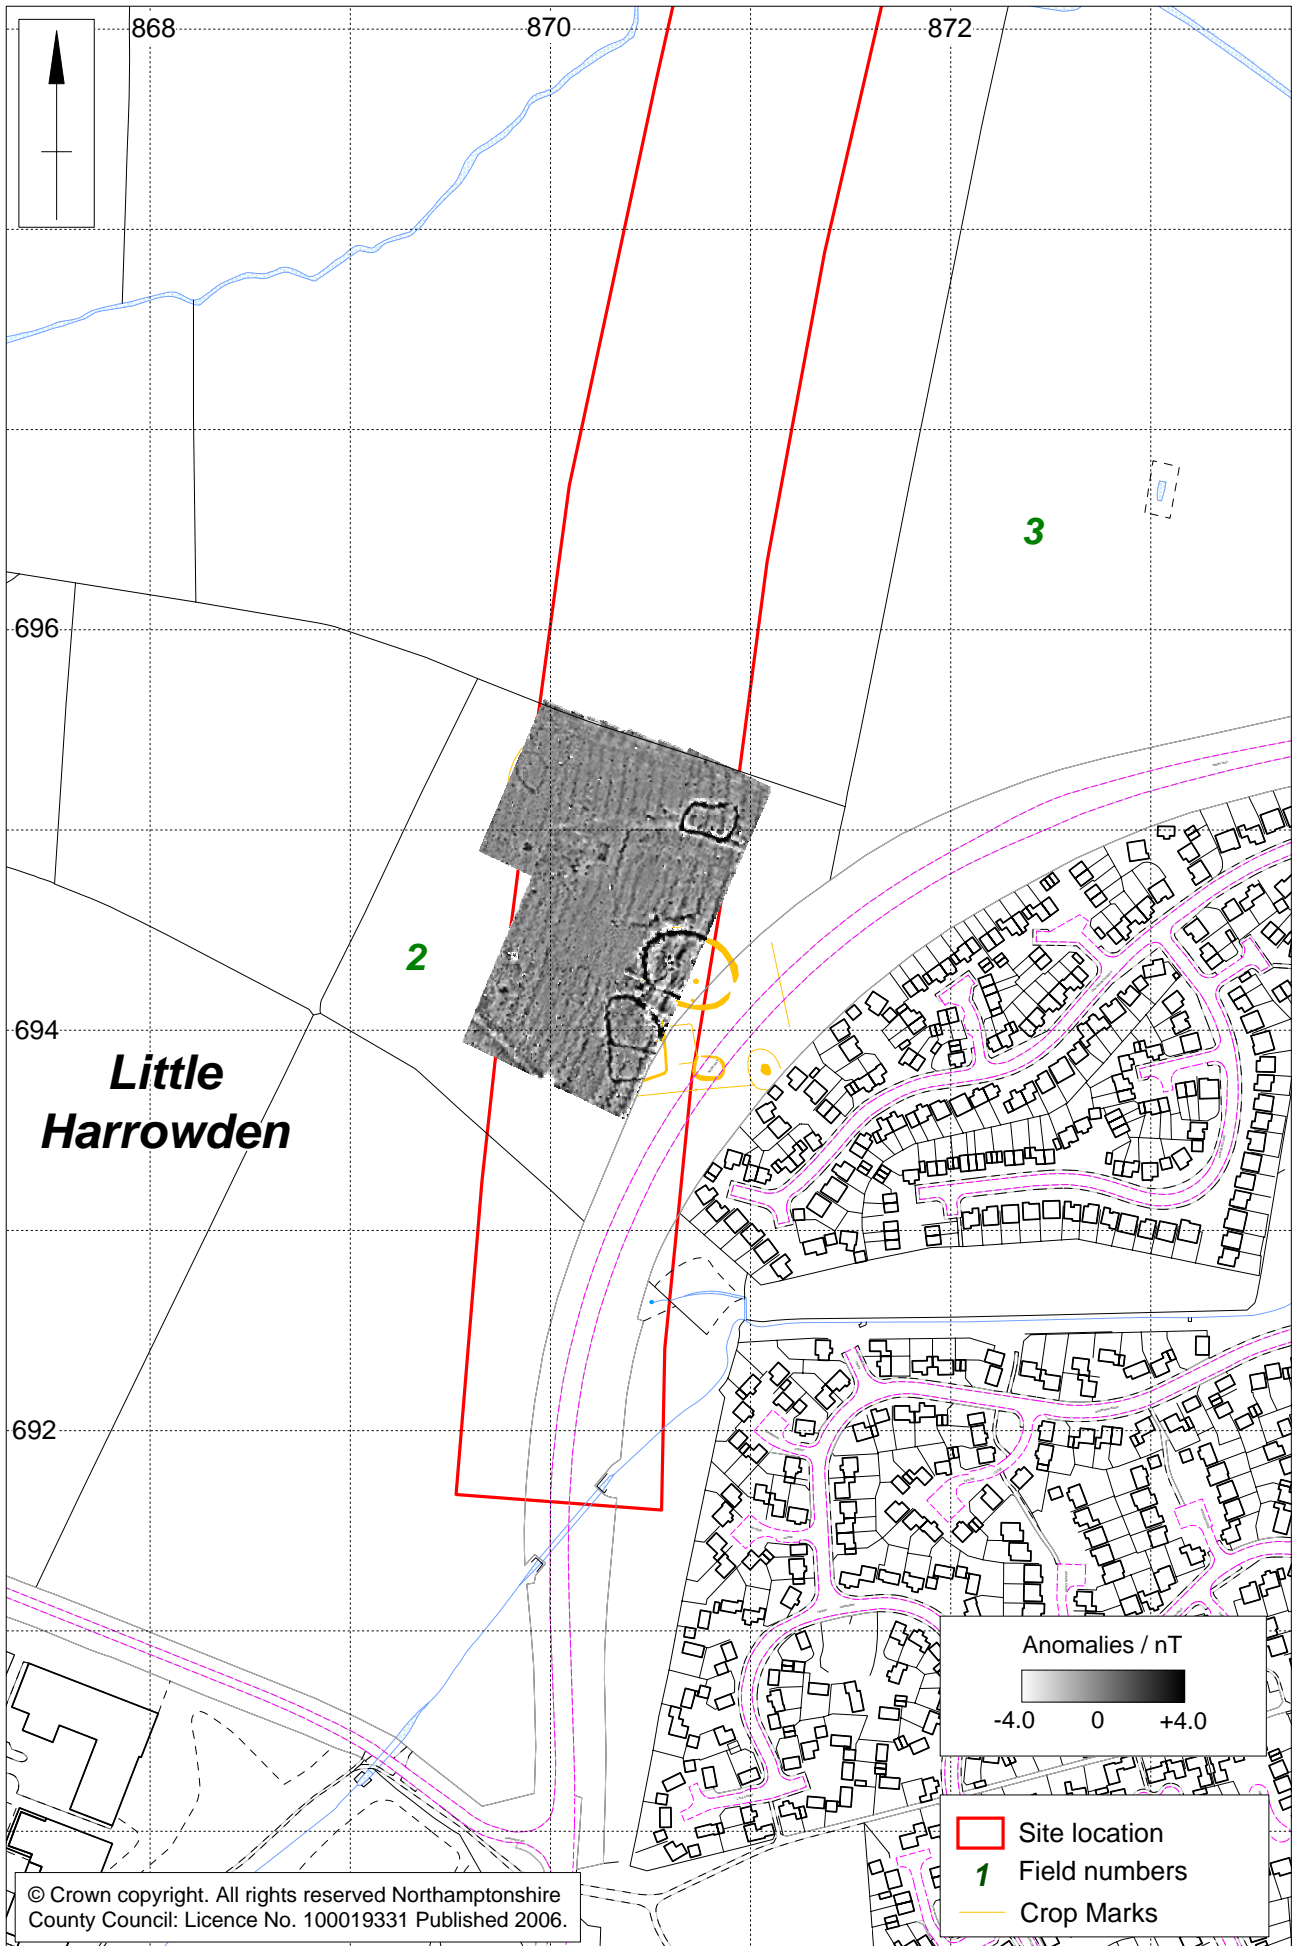 868
870
872
3
696
2
694
Little
Harrowden
692
Anomalies / nT
-4.0 0 +4.0
Site location
1 Field numbers
Crop Marks
© Crown copyright. All rights reserved Northamptonshire
County Council: Licence No. 100019331 Published 2006.